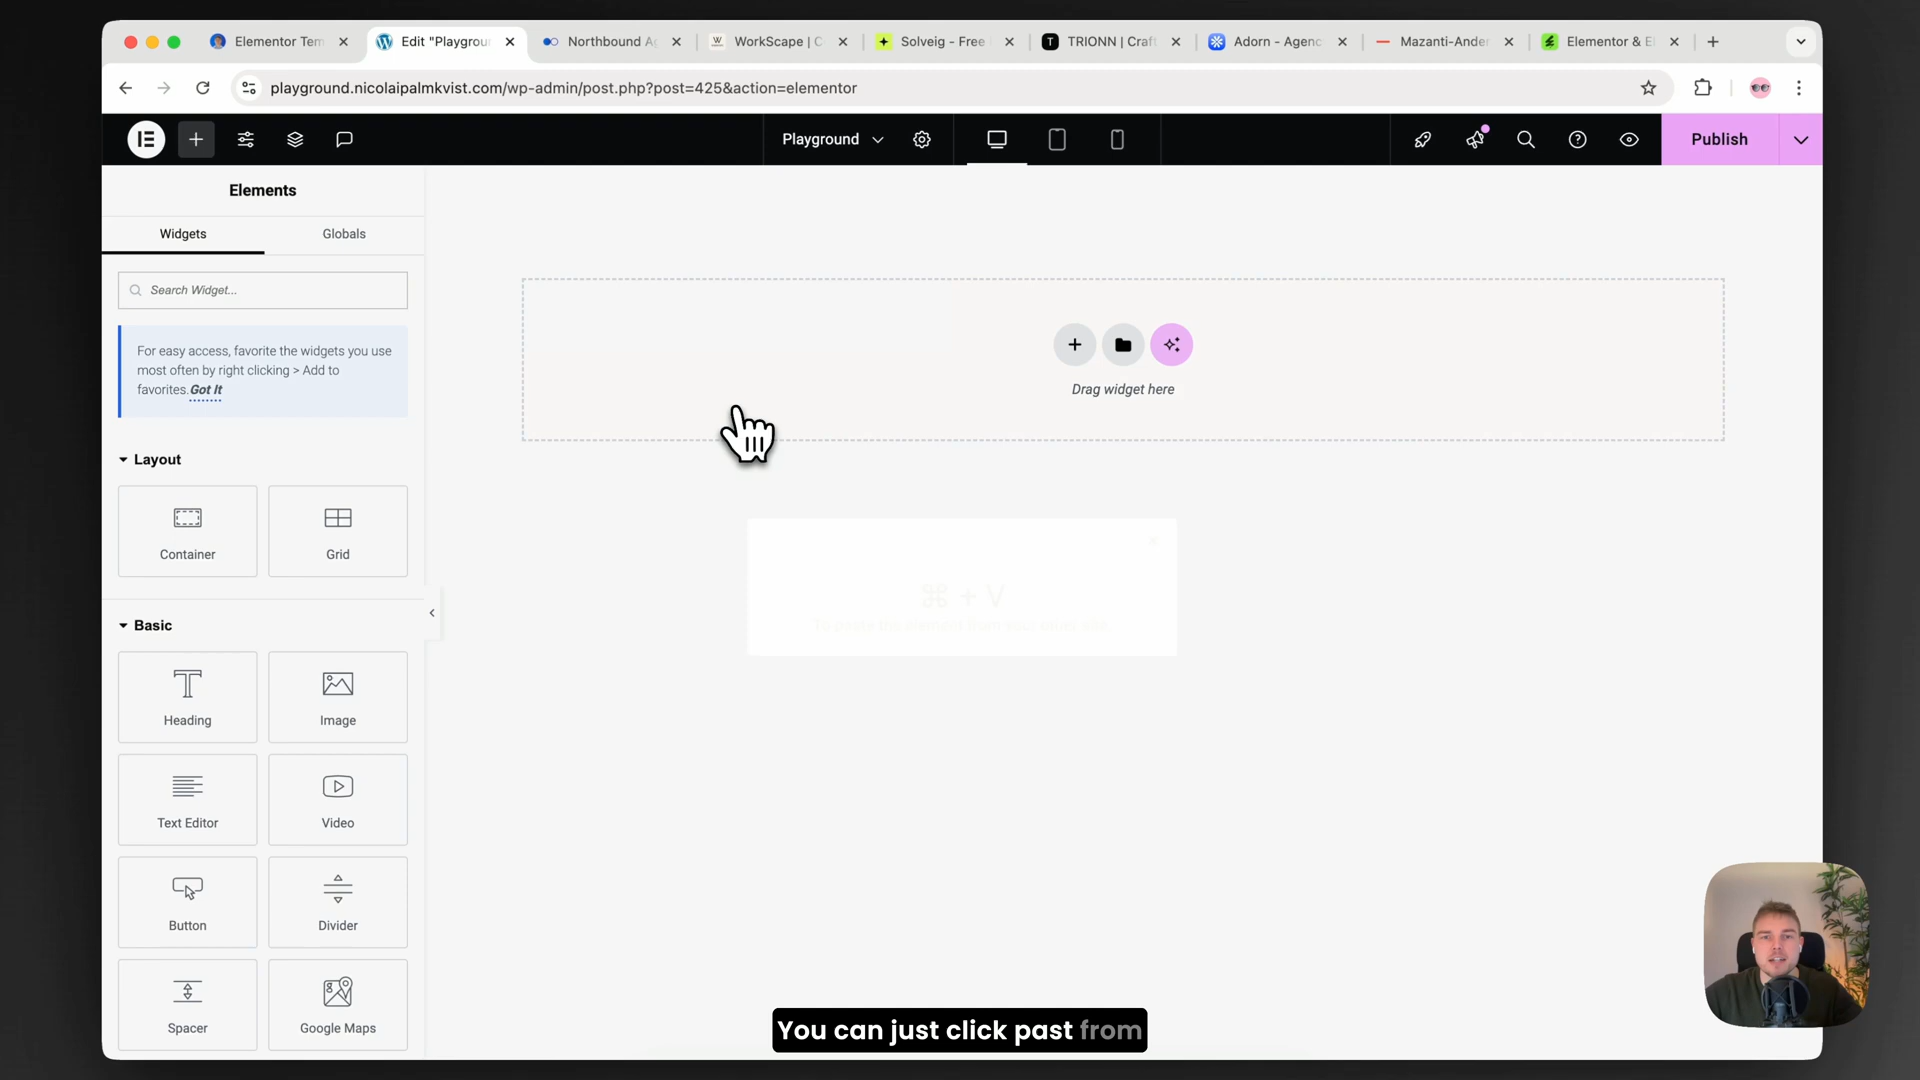 Elementor Tem
Edit "Playgroun
Northbound Ag
WorkScape | C
Solveig - Free
TRIONN | Craft
Adorn - Agenc
Mazanti-Ander
Elementor & El
playground.nicolaipalmkvist.com/wp-admin/post.php?post=425&action=elementor
Playground
Publish
Elements
Widgets
Globals
Search Widget...
For easy access, favorite the widgets you use
most often by right clicking > Add to
favorites.Got It
Layout
Container
Grid
Basic
Heading
Image
Text Editor
Video
Button
Divider
Spacer
Google Maps
Drag widget here
⌘ + V
To paste the element from your other site.
You can just click past from